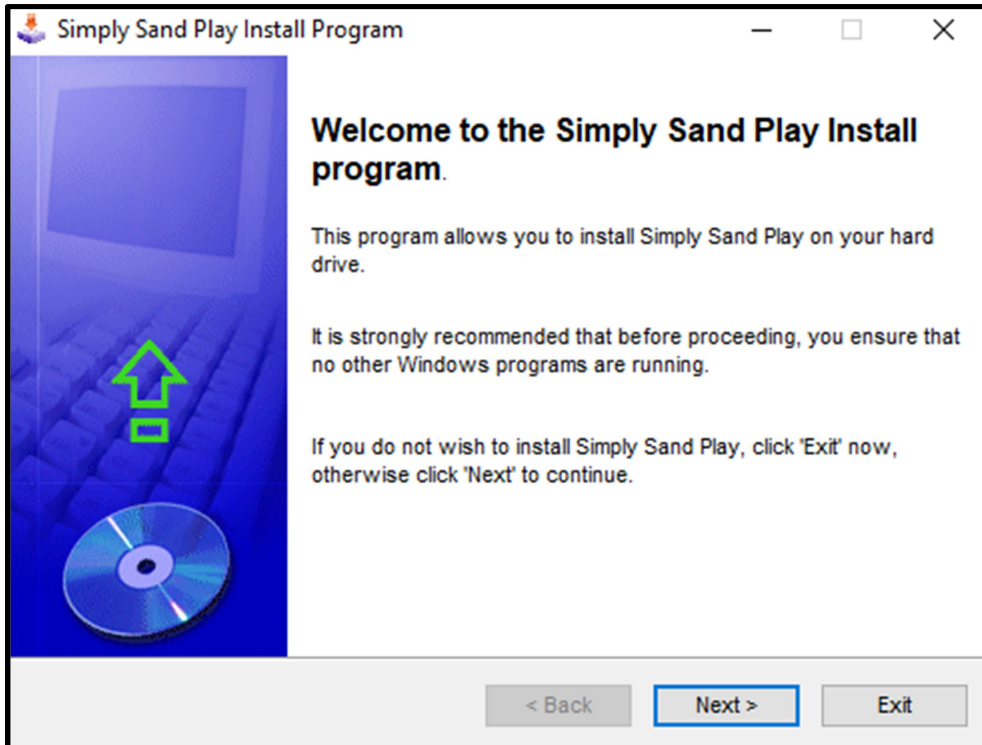 Simply Sand Play Install Program
Welcome to the Simply Sand Play Install
program.
This program allows you to install Simply Sand Play on your hard
drive.
It is strongly recommended that before proceeding, you ensure that
no other Windows programs are running.
If you do not wish to install Simply Sand Play, click 'Exit' now,
otherwise click 'Next' to continue.
< Back
Next >
Exit